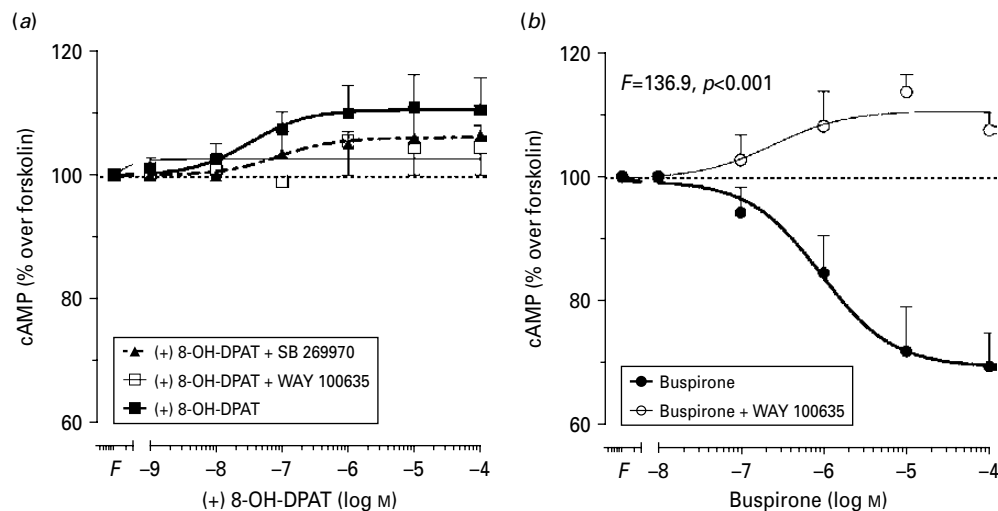 (a)
120
100
80
60
cAMP (% over forskolin)
(+) 8-OH-DPAT + SB 269970
(+) 8-OH-DPAT + WAY 100635
(+) 8-OH-DPAT
F –9 –8 –7 –6 –5 –4
(+) 8-OH-DPAT (log M)
(b)
120
100
80
60
cAMP (% over forskolin)
F=136.9, p<0.001
Buspirone
Buspirone + WAY 100635
F –8 –7 –6 –5 –4
Buspirone (log M)